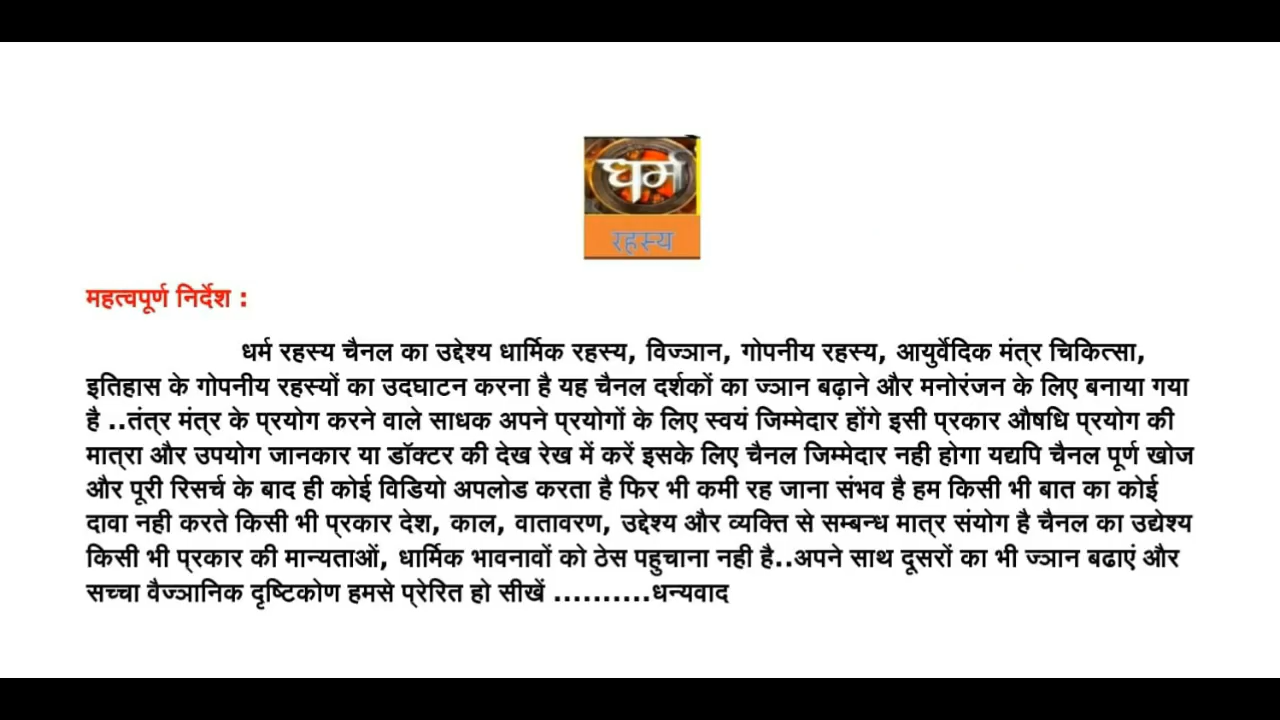 धर्म
रहस्य
महत्वपूर्ण निर्देश :
धर्म रहस्य चैनल का उद्देश्य धार्मिक रहस्य, विज्ञान, गोपनीय रहस्य, आयुर्वेदिक मंत्र चिकित्सा,
इतिहास के गोपनीय रहस्यों का उदघाटन करना है यह चैनल दर्शकों का ज्ञान बढ़ाने और मनोरंजन के लिए बनाया गया
है ..तंत्र मंत्र के प्रयोग करने वाले साधक अपने प्रयोगों के लिए स्वयं जिम्मेदार होंगे इसी प्रकार औषधि प्रयोग की
मात्रा और उपयोग जानकार या डॉक्टर की देख रेख में करें इसके लिए चैनल जिम्मेदार नही होगा यद्यपि चैनल पूर्ण खोज
और पूरी रिसर्च के बाद ही कोई विडियो अपलोड करता है फिर भी कमी रह जाना संभव है हम किसी भी बात का कोई
दावा नही करते किसी भी प्रकार देश, काल, वातावरण, उद्देश्य और व्यक्ति से सम्बन्ध मात्र संयोग है चैनल का उद्येश्य
किसी भी प्रकार की मान्यताओं, धार्मिक भावनावों को ठेस पहुचाना नही है..अपने साथ दूसरों का भी ज्ञान बढाएं और
सच्चा वैज्ञानिक दृष्टिकोण हमसे प्रेरित हो सीखें ..........धन्यवाद